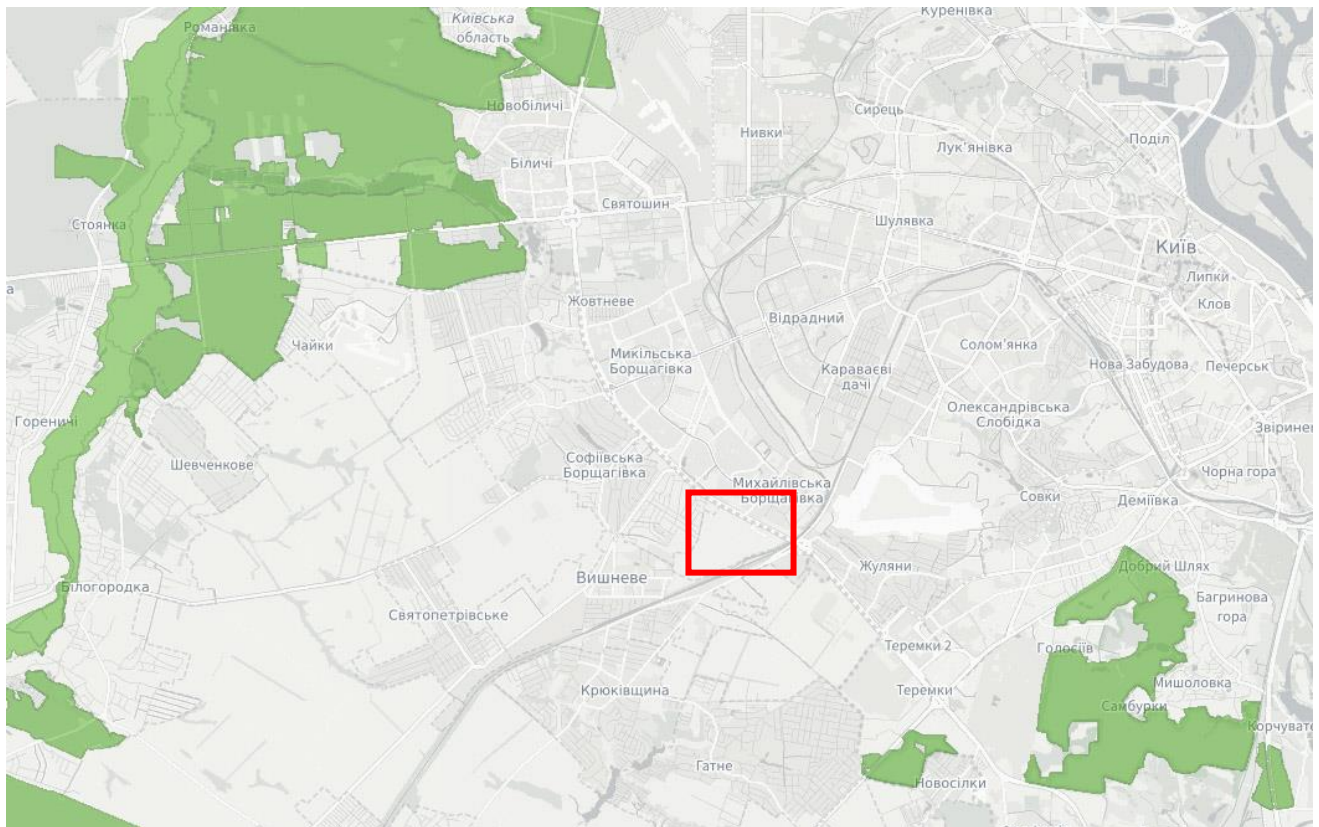 Куренівка
Київська
область
Романівка
Новобіличі
Сирець
Нивки
Поділ
Лук'янівка
Біличі
Святошин
Стоянка
Шулявка
Київ
Липки
Клов
а
Жовтневе
Відрадний
Чайки
Солом'янка
Микільська
Борщагівка
Нова Забудова
Печерськ
Караваєві
дачі
Олександрівська
Слобідка
Гореничі
Звіринец
Софіївська
Борщагівка
Шевченкове
Чорна гора
Михайлівська
Борщагівка
Совки
Деміївка
Вишневе
Жуляни
Добрий Шлях
Білогородка
Багринова
гора
Святопетрівське
Теремки 2
Голосіїв
Крюківщина
Теремки
Мишоловка
Самбурки
Корчувате
Гатне
Новосілки